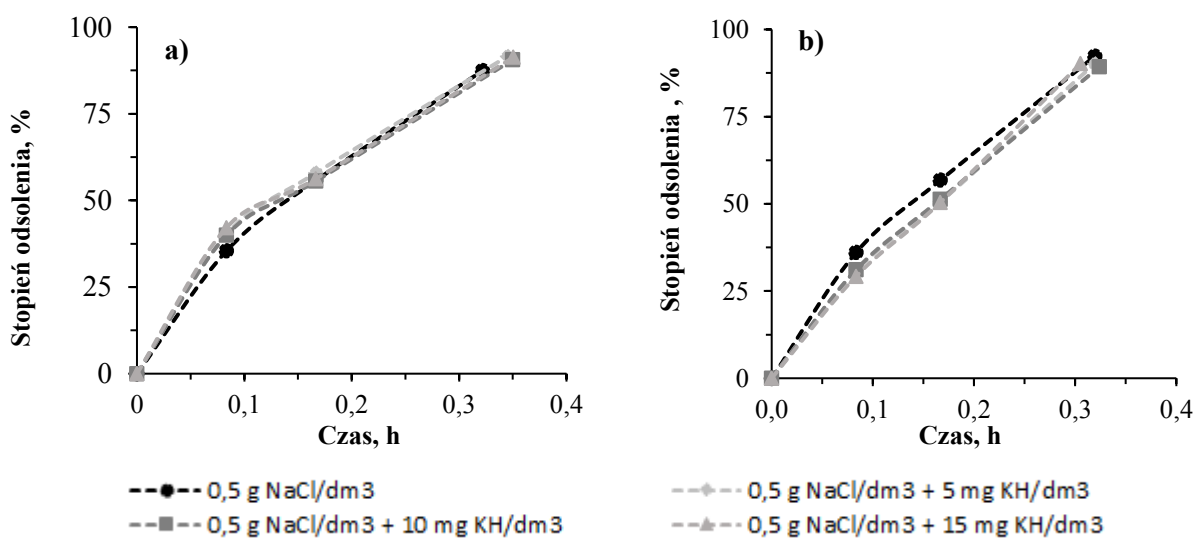 a)
100
75
50
25
0
Stopień odsolenia, %
0
0,1
0,2
0,3
0,4
Czas, h
b)
100
75
50
25
0
Stopień odsolenia , %
0,0
0,1
0,2
0,3
0,4
Czas, h
0,5 g NaCl/dm3
0,5 g NaCl/dm3 + 5 mg KH/dm3
0,5 g NaCl/dm3 + 10 mg KH/dm3
0,5 g NaCl/dm3 + 15 mg KH/dm3